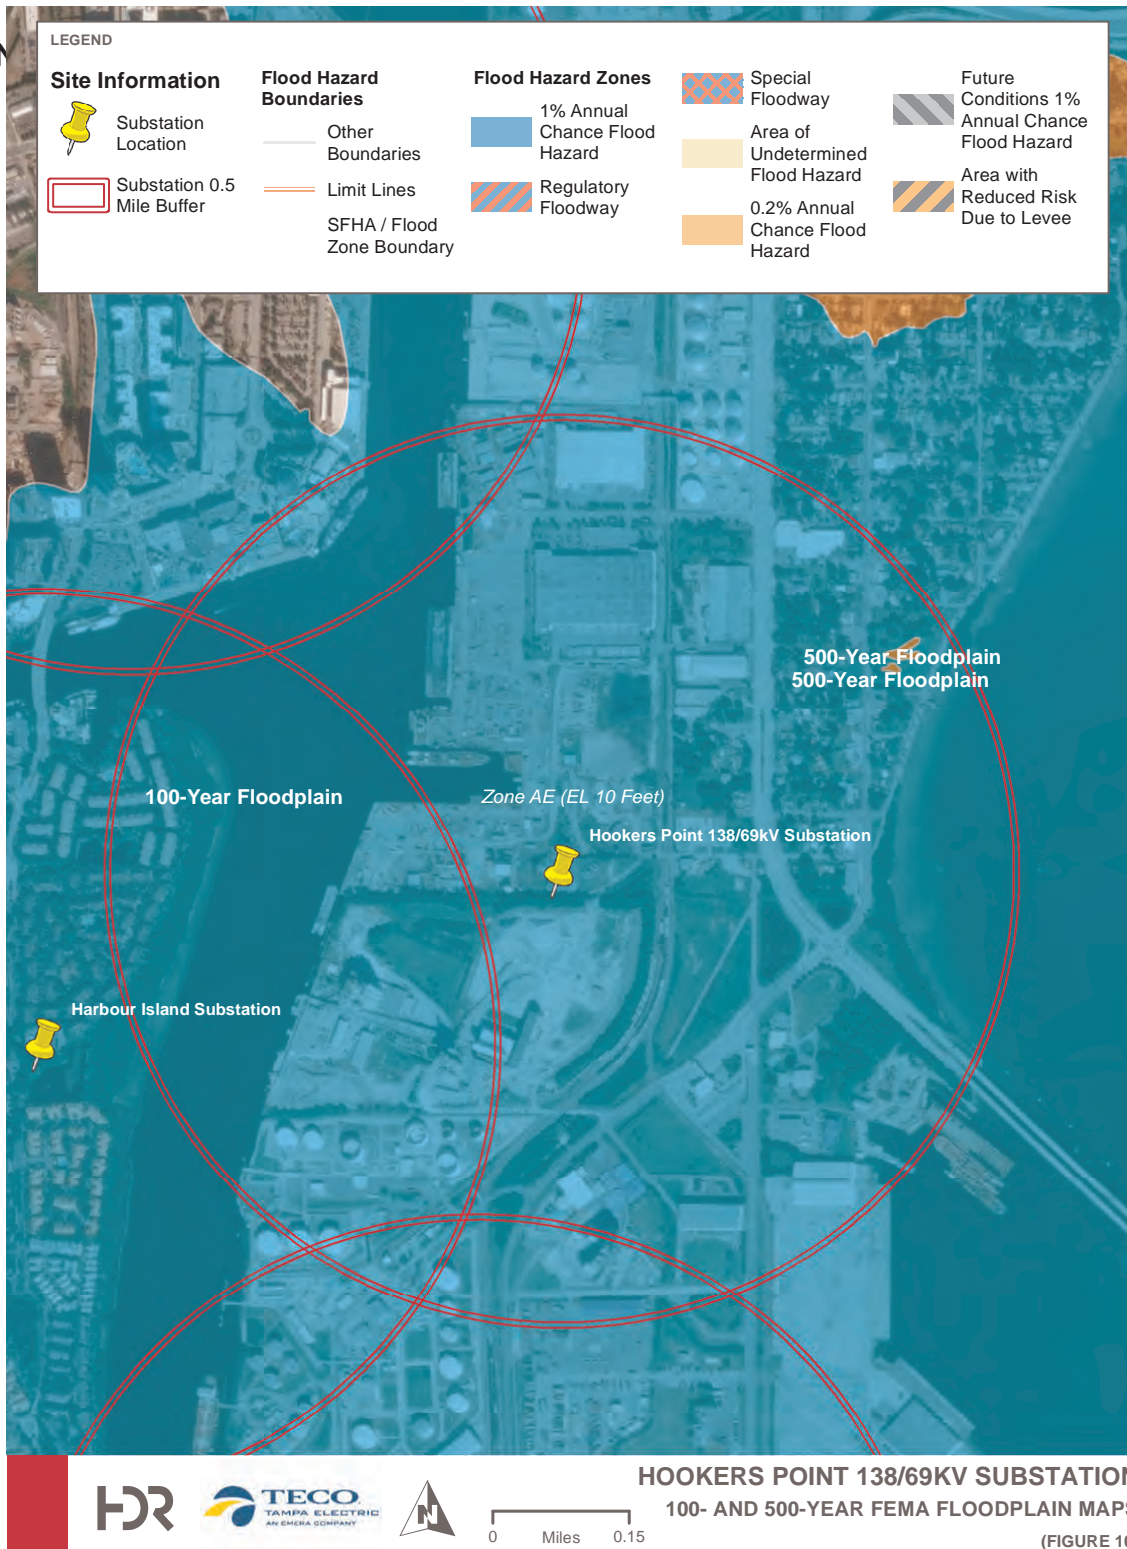 LEGEND
Site Information
Substation
Location
Substation 0.5
Mile Buffer
Flood Hazard
Boundaries
Other
Boundaries
Limit Lines
SFHA / Flood
Zone Boundary
Flood Hazard Zones
1% Annual
Chance Flood
Hazard
Regulatory
Floodway
Special
Floodway
Area of
Undetermined
Flood Hazard
0.2% Annual
Chance Flood
Hazard
Future
Conditions 1%
Annual Chance
Flood Hazard
Area with
Reduced Risk
Due to Levee
500-Year Floodplain
500-Year Floodplain
100-Year Floodplain
Zone AE (EL 10 Feet)
Hookers Point 138/69kV Substation
Harbour Island Substation
HDR
TECO
TAMPA ELECTRIC
AN EMERA COMPANY
N
0 Miles 0.15
HOOKERS POINT 138/69KV SUBSTATION
100- AND 500-YEAR FEMA FLOODPLAIN MAPS
(FIGURE 10